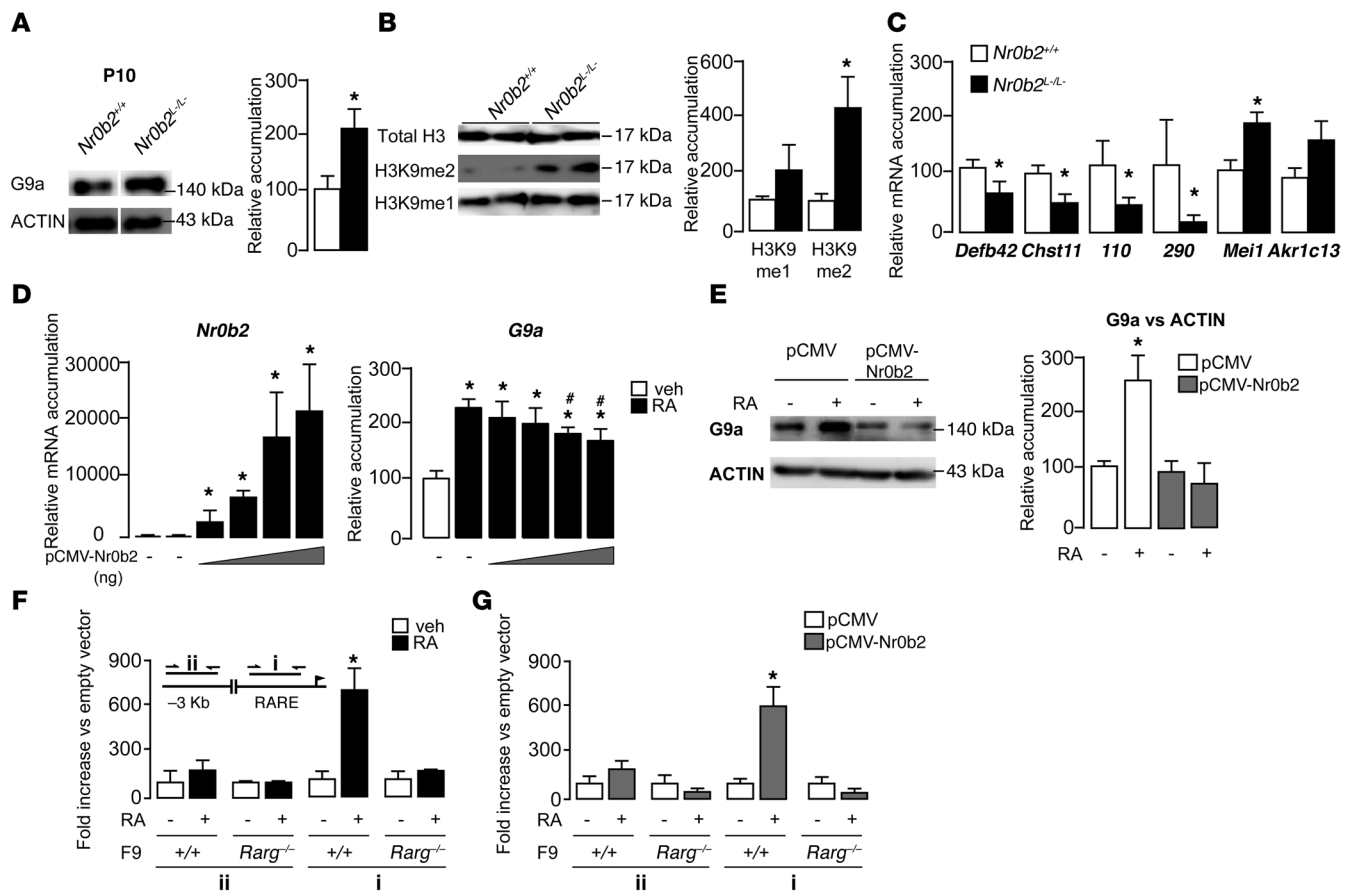 A
P10
Nr0b2+/+
Nr0b2L-/L-
G9a
–140 kDa
ACTIN
–43 kDa
Relative accumulation
300
200
100
0
*
B
Nr0b2+/+
Nr0b2L-/L-
Total H3
–17 kDa
H3K9me2
–17 kDa
H3K9me1
–17 kDa
Relative accumulation
600
400
200
0
*
H3K9 H3K9
me1 me2
C
Nr0b2+/+
Nr0b2L-/L-
Relative mRNA accumulation
300
200
100
0
* * * * *
Defb42 Chst11 110 290 Mei1 Akr1c13
D
Nr0b2
Relative mRNA accumulation
30000
20000
10000
0
* * * *
pCMV-Nr0b2 - -
(ng)
G9a
Relative accumulation
300
200
100
0
# #
* * * * *
- -
veh
RA
E
pCMV pCMV-
Nr0b2
RA - + - +
G9a
–140 kDa
ACTIN
–43 kDa
G9a vs ACTIN
pCMV
pCMV-Nr0b2
Relative accumulation
300
200
100
0
*
RA - + - +
F
veh
RA
Fold increase vs empty vector
900
600
300
0
ii i
–3 Kb RARE
*
RA - + - + - + - +
F9 +/+ Rarg–/– +/+ Rarg–/–
ii i
G
pCMV
pCMV-Nr0b2
Fold increase vs empty vector
900
600
300
0
*
RA - + - + - + - +
F9 +/+ Rarg–/– +/+ Rarg–/–
ii i